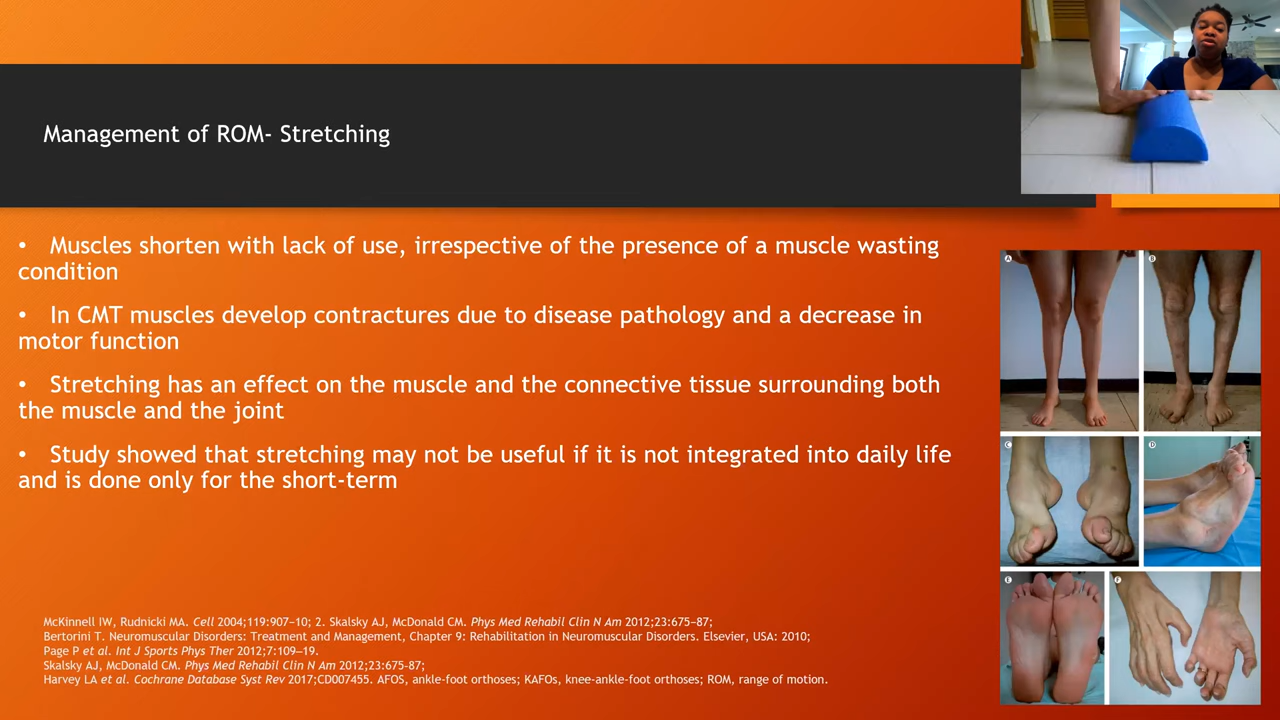 Management of ROM- Stretching
• Muscles shorten with lack of use, irrespective of the presence of a muscle wasting
condition
• In CMT muscles develop contractures due to disease pathology and a decrease in
motor function
• Stretching has an effect on the muscle and the connective tissue surrounding both
the muscle and the joint
• Study showed that stretching may not be useful if it is not integrated into daily life
and is done only for the short-term
McKinnell IW, Rudnicki MA. Cell 2004;119:907–10; 2. Skalsky AJ, McDonald CM. Phys Med Rehabil Clin N Am 2012;23:675–87;
Bertorini T. Neuromuscular Disorders: Treatment and Management, Chapter 9: Rehabilitation in Neuromuscular Disorders. Elsevier, USA: 2010;
Page P et al. Int J Sports Phys Ther 2012;7:109–19.
Skalsky AJ, McDonald CM. Phys Med Rehabil Clin N Am 2012;23:675-87;
Harvey LA et al. Cochrane Database Syst Rev 2017;CD007455. AFOS, ankle-foot orthoses; KAFOs, knee-ankle-foot orthoses; ROM, range of motion.
A
B
C
D
E
F